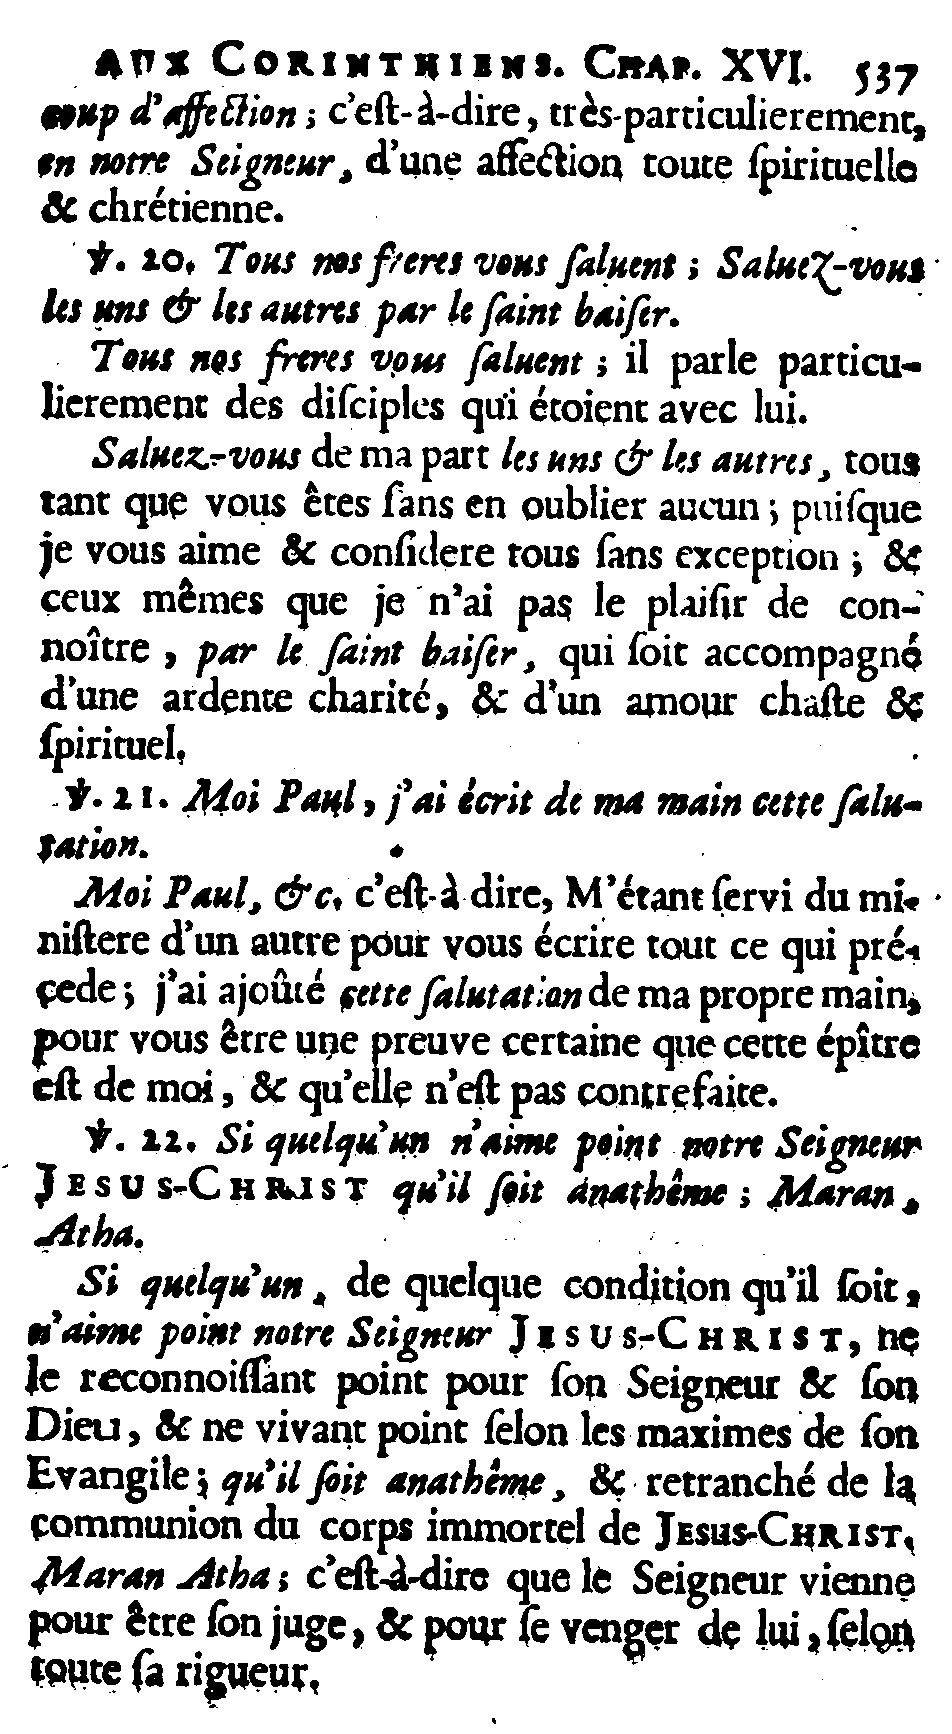 AUX CORINTHIENS. CHAP. XVI. 537
coup d'affection ; c'eſt-à-dire, très-particulierement,
en notre Seigneur, d'une affection toute ſpirituelle
& chrétienne.
℣. 20. Tous nos freres vous ſaluent ; Saluez-vous
les uns & les autres par le ſaint baiſer.
Tous nos freres vous ſaluent ; il parle particu-
lierement des diſciples qui étoient avec lui.
Saluez-vous de ma part les uns & les autres, tous
tant que vous êtes ſans en oublier aucun ; puiſque
je vous aime & conſidere tous ſans exception ; &
ceux mêmes que je n'ai pas le plaiſir de con-
noître , par le ſaint baiſer, qui ſoit accompagné
d'une ardente charité, & d'un amour chaſte &
ſpirituel.
℣. 21. Moi Paul, j'ai écrit de ma main cette ſalu-
tation.
Moi Paul, &c. c'eſt-à dire, M'étant ſervi du mi-
niſtere d'un autre pour vous écrire tout ce qui pré-
cede ; j'ai ajoûté cette ſalutation de ma propre main,
pour vous être une preuve certaine que cette épître
eſt de moi, & qu'elle n'eſt pas contrefaite.
℣. 22. Si quelqu'un n'aime point notre Seigneur
JESUS-CHRIST qu'il ſoit anathême ; Maran,
Atha.
Si quelqu'un, de quelque condition qu'il ſoit,
n'aime point notre Seigneur JESUS-CHRIST, ne
le reconnoiſſant point pour ſon Seigneur & ſon
Dieu, & ne vivant point ſelon les maximes de ſon
Evangile ; qu'il ſoit anathême, & retranché de la
communion du corps immortel de JESUS-CHRIST.
Maran Atha ; c'eſt-à-dire que le Seigneur vienne
pour être ſon juge, & pour ſe venger de lui, ſelon
toute ſa rigueur.